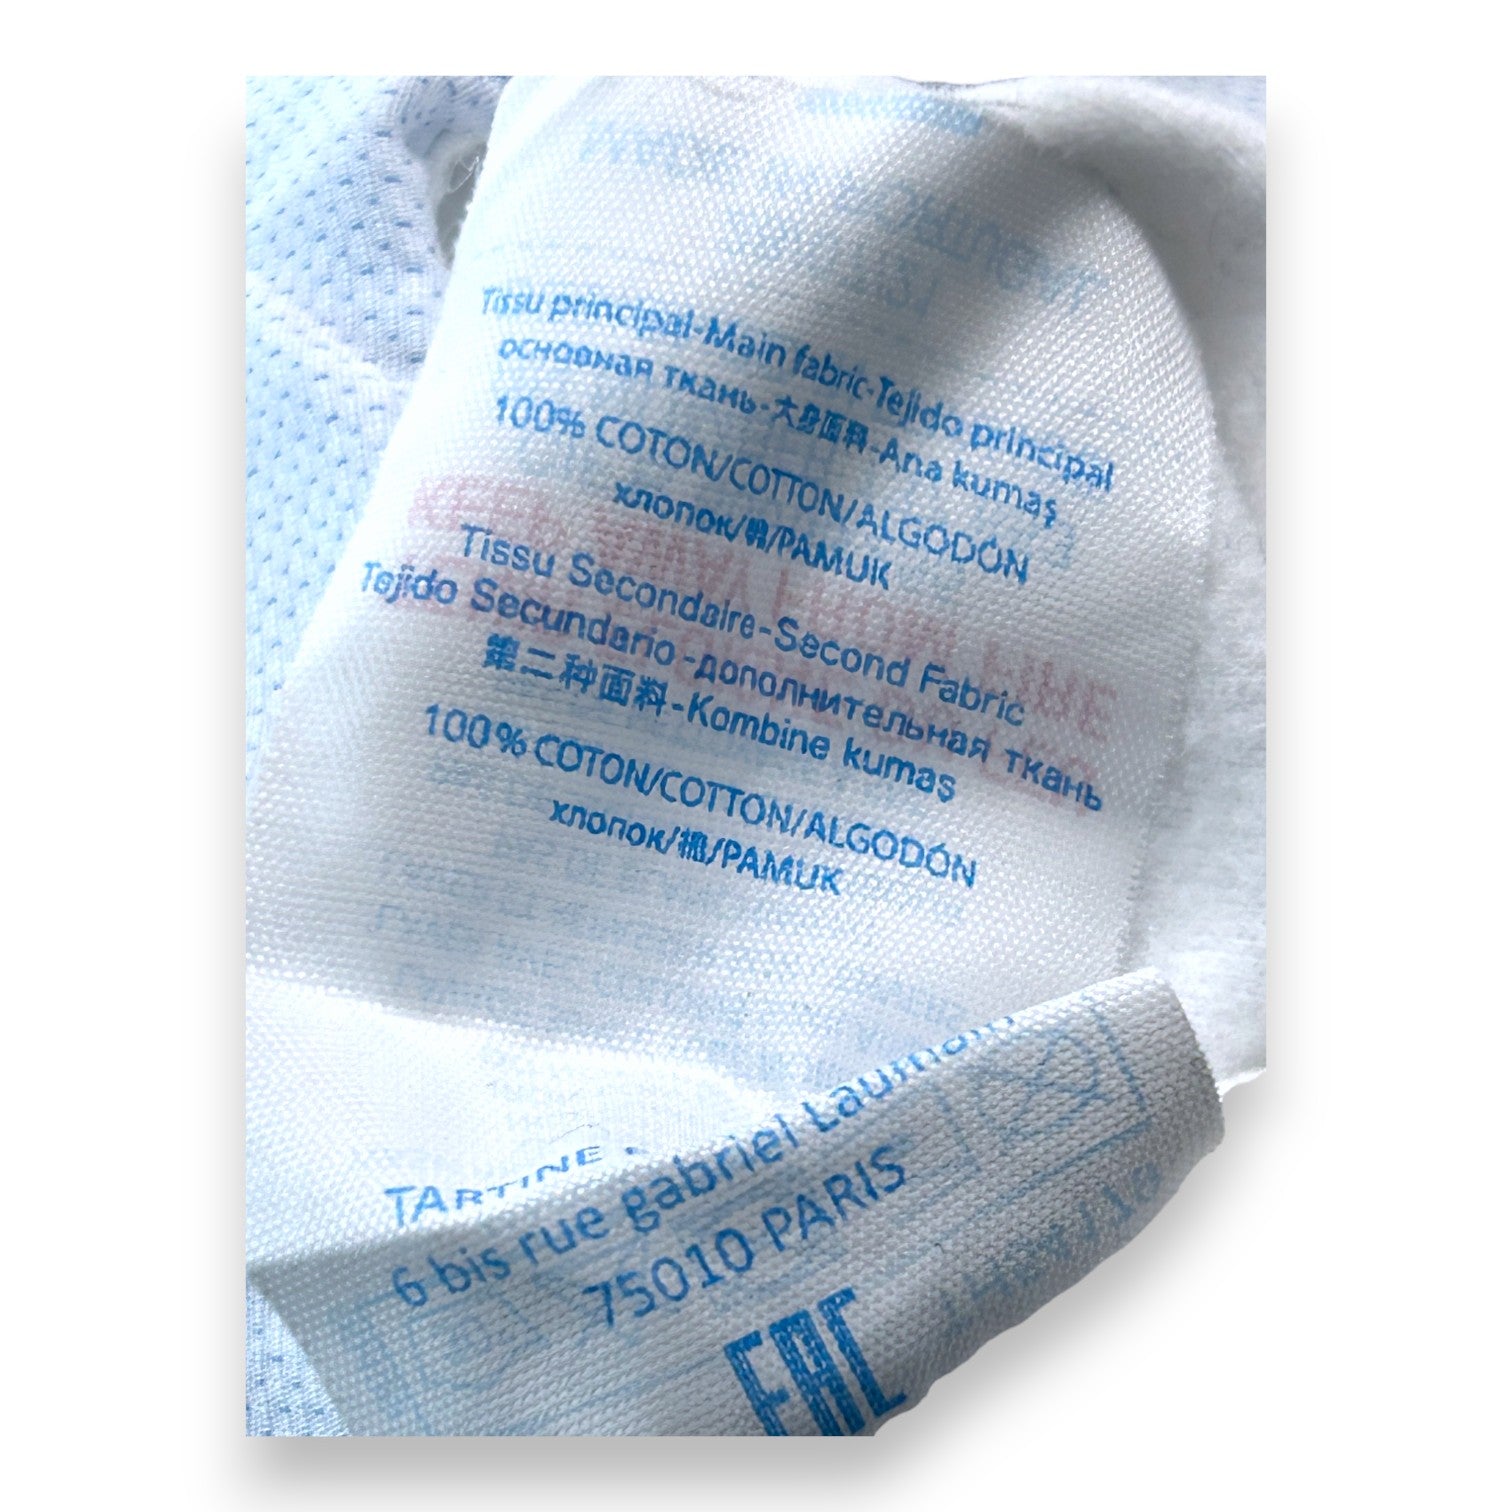 Tissu principal-Main fabric-Tejido principal
основная ткань-大身面料-Ana kumaş
100% COTON/COTTON/ALGODÓN
хлопок/棉/PAMUK
Tissu Secondaire-Second Fabric
Tejido Secundario-дополнительная ткань
第二种面料-Kombine kumaş
100% COTON/COTTON/ALGODÓN
хлопок/棉/PAMUK
TARTINE
6 bis rue gabriel Laumain
75010 PARIS
EAC